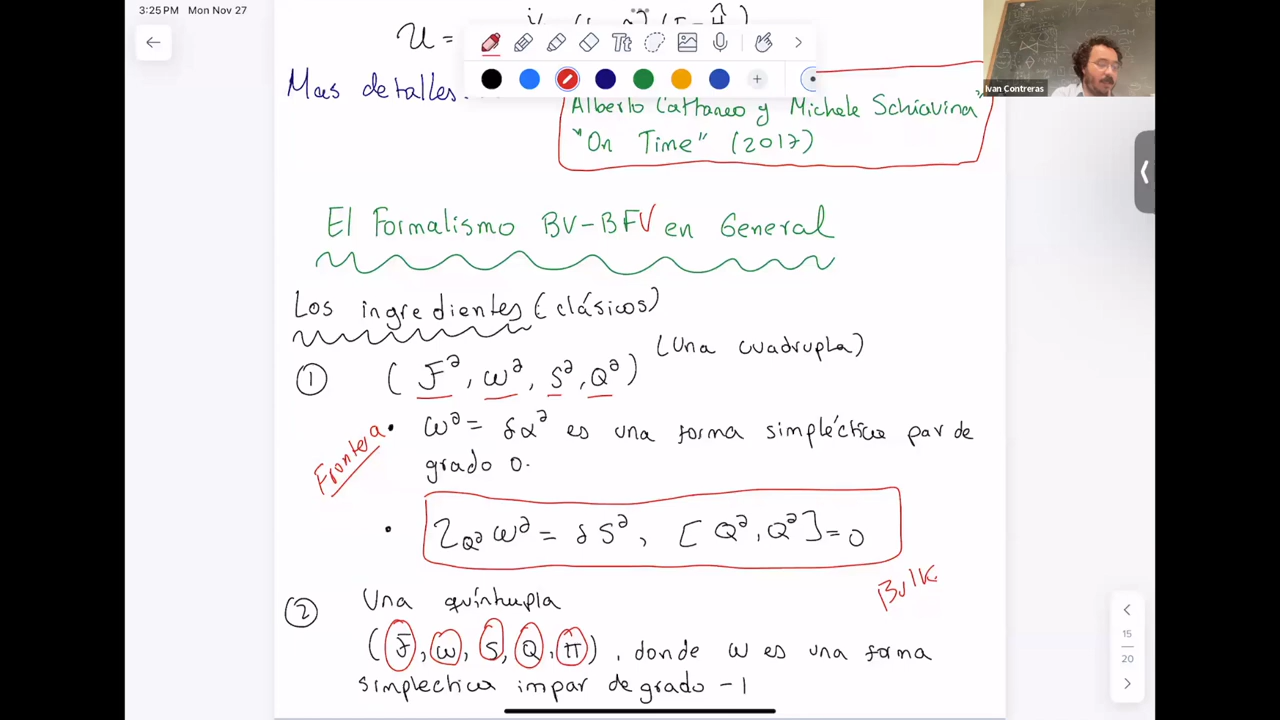 3:25 PM Mon Nov 27
U =
Tt
Mas detalles:
Ivan Contreras
Alberto Cattaneo y Michele Schiavina
"On Time" (2017)
El Formalismo BV-BFV en General
Los ingredientes (clásicos)
① (F^∂, ω^∂, S^∂, Q^∂) (Una cuadrupla)
Frontera • ω^∂ = δα^∂ es una forma simpléctica par de
grado 0.
• ι_{Q^∂} ω^∂ = δS^∂, [Q^∂, Q^∂] = 0
Bulk
② Una quíntupla
(F, ω, S, Q, π), donde ω es una forma
simpléctica impar de grado -1
15
20